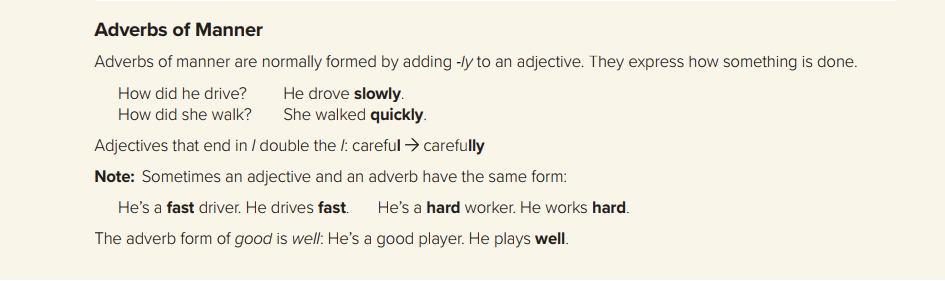 Adverbs of Manner
Adverbs of manner are normally formed by adding -ly to an adjective. They express how something is done.
How did he drive? He drove slowly.
How did she walk? She walked quickly.
Adjectives that end in l double the l: careful → carefully
Note: Sometimes an adjective and an adverb have the same form:
He's a fast driver. He drives fast. He's a hard worker. He works hard.
The adverb form of good is well: He's a good player. He plays well.